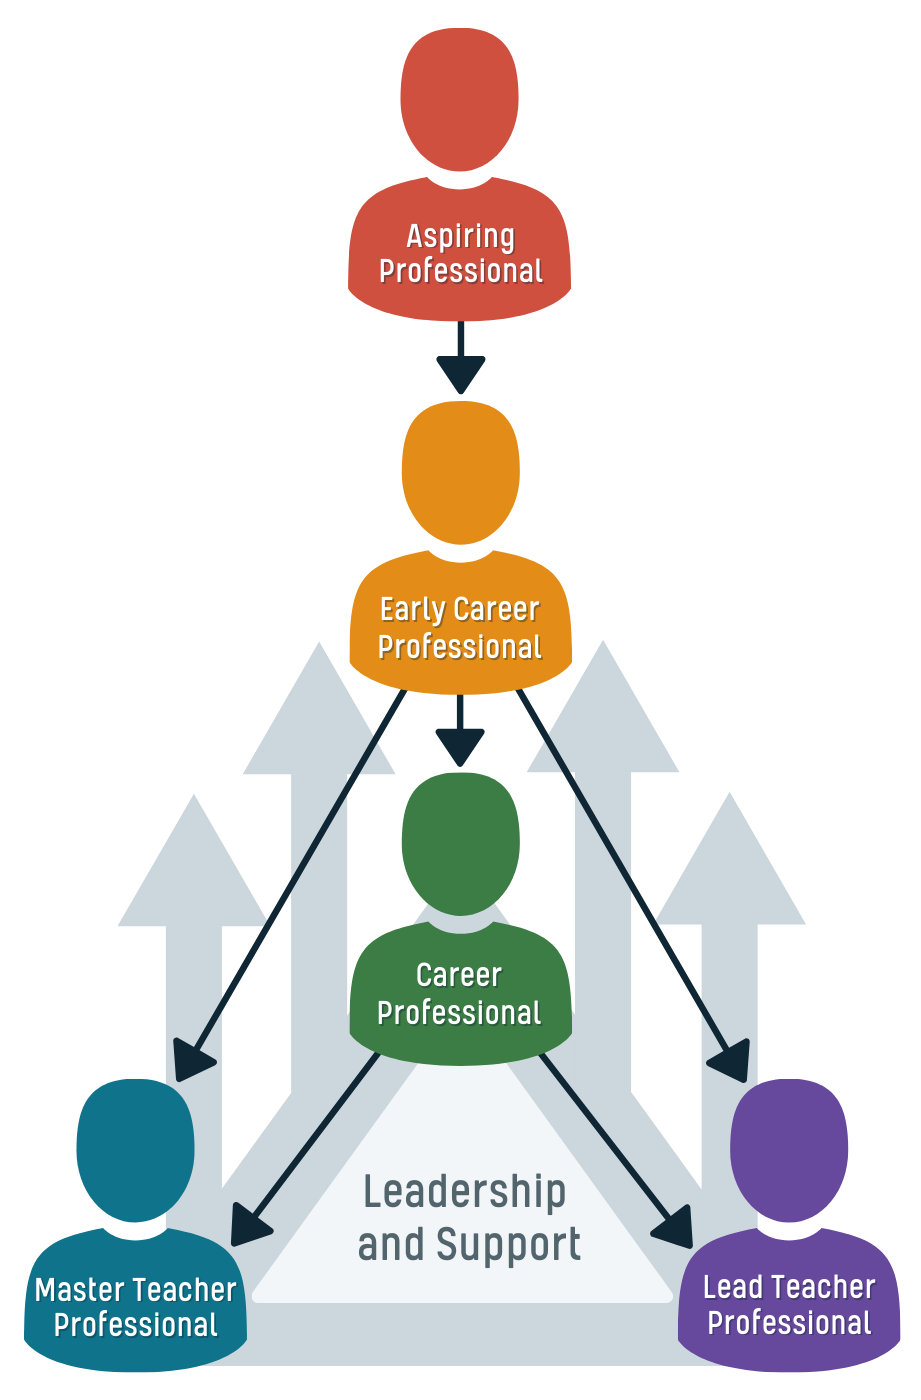 Aspiring
Professional
Early Career
Professional
Career
Professional
Leadership
and Support
Master Teacher
Professional
Lead Teacher
Professional